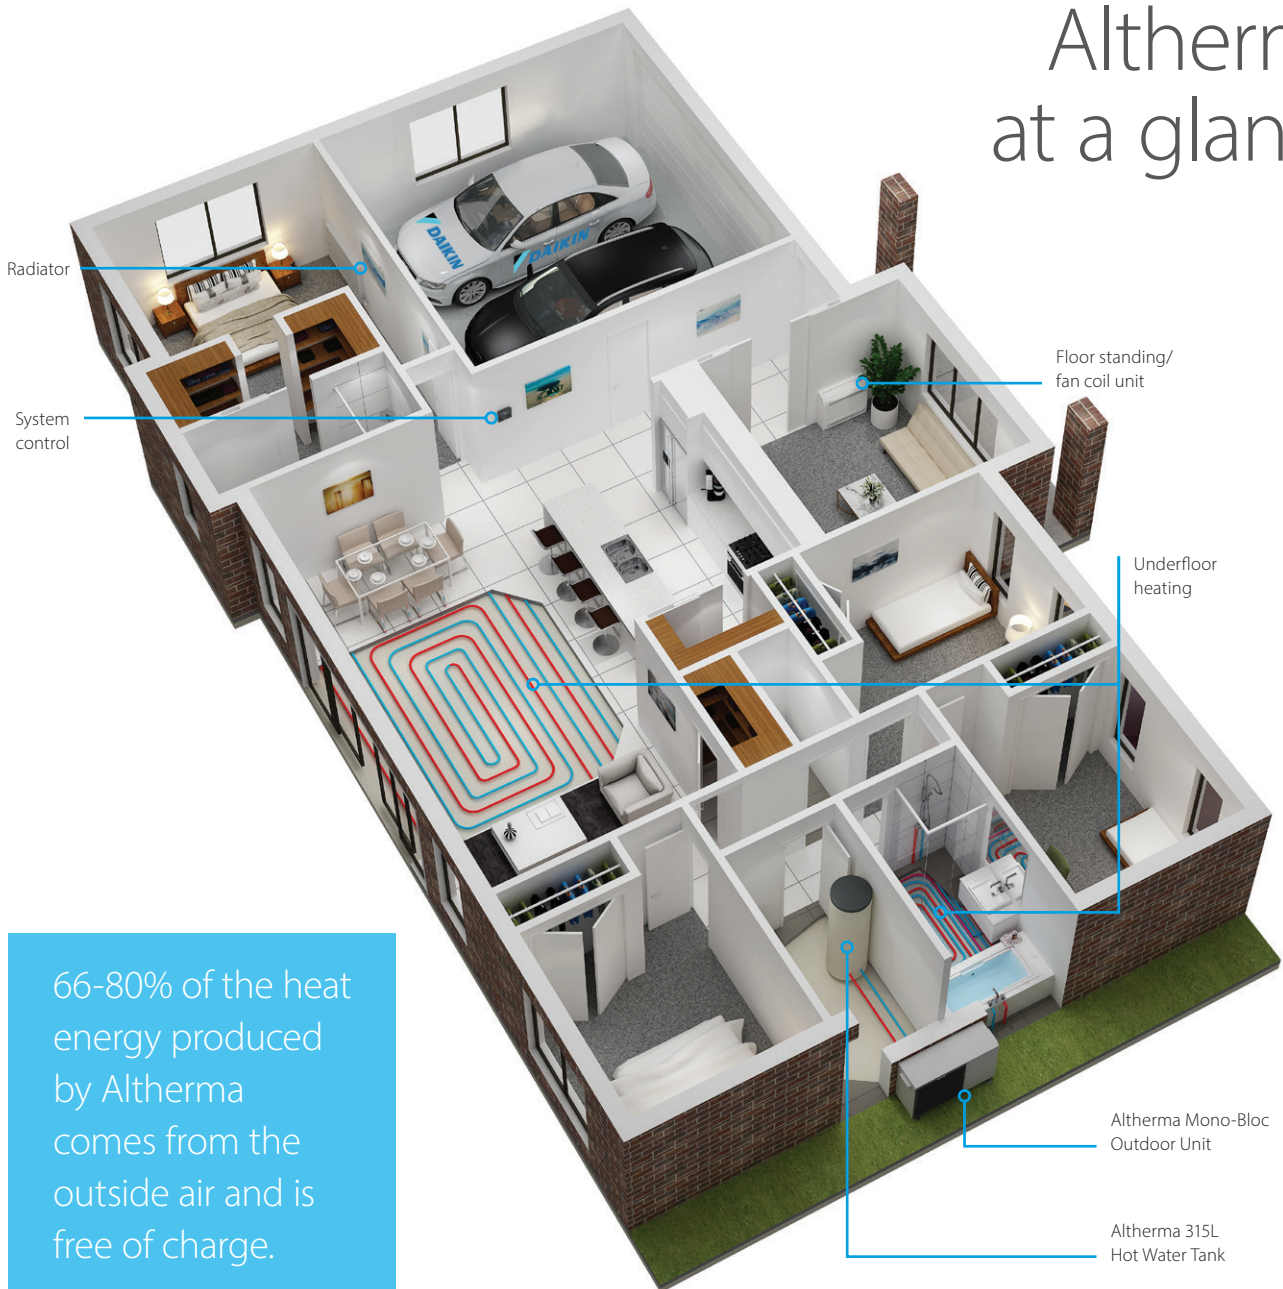 Altherm
at a glan
DAIKIN
DAIKIN
Radiator
System
control
Floor standing/
fan coil unit
Underfloor
heating
66-80% of the heat
energy produced
by Altherma
comes from the
outside air and is
free of charge.
Altherma Mono-Bloc
Outdoor Unit
Altherma 315L
Hot Water Tank